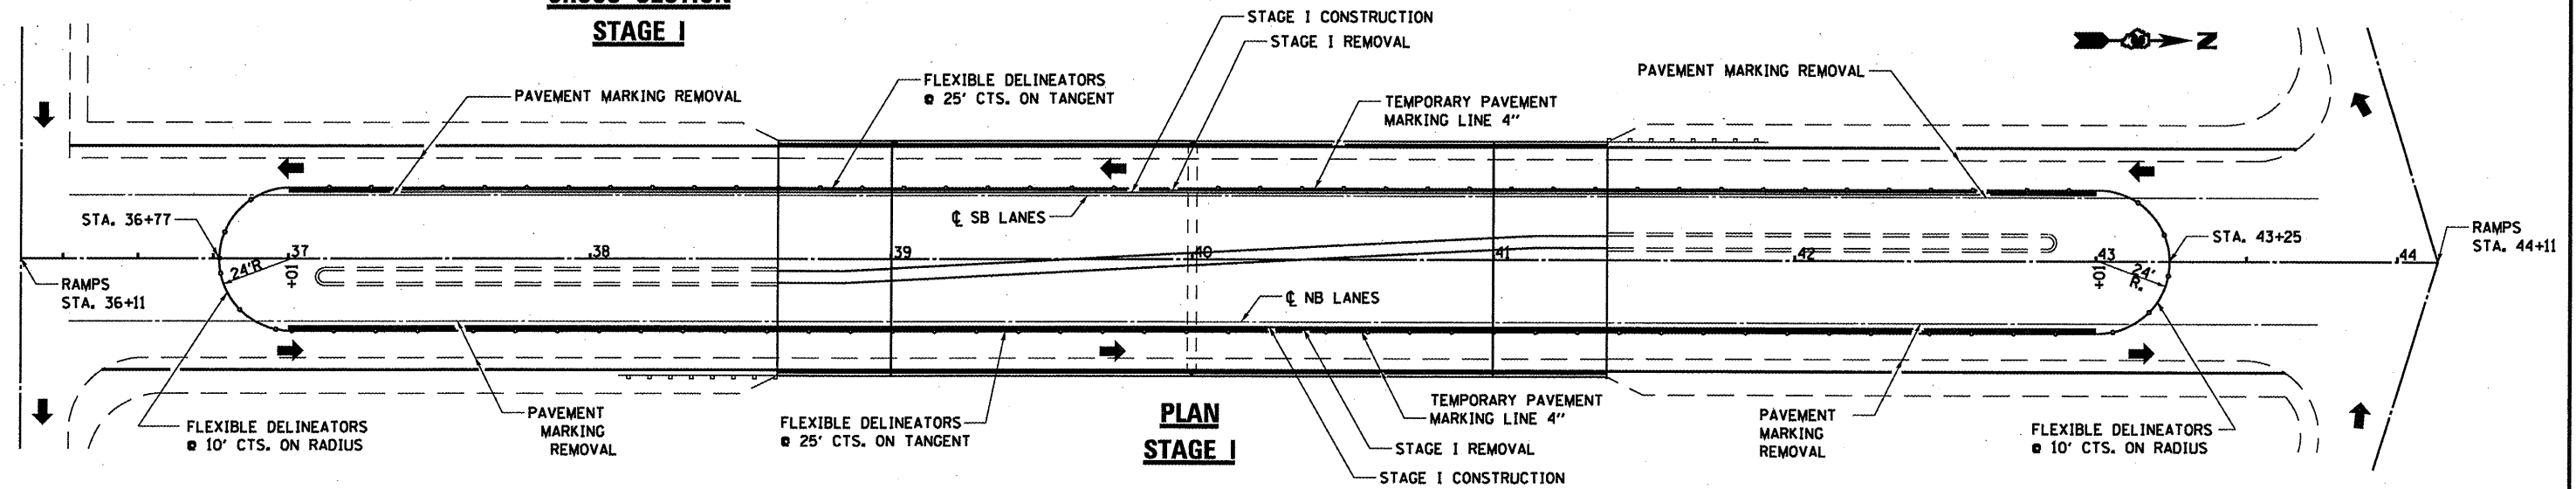 CROSS SECTION
STAGE I
STAGE I CONSTRUCTION
STAGE I REMOVAL
N
FLEXIBLE DELINEATORS
@ 25' CTS. ON TANGENT
PAVEMENT MARKING REMOVAL
PAVEMENT MARKING REMOVAL
TEMPORARY PAVEMENT
MARKING LINE 4"
STA. 36+77
℄ SB LANES
RAMPS
STA. 44+11
STA. 43+25
37
38
39
40
41
42
43
44
+01
24'R
+01
24'
R.
RAMPS
STA. 36+11
℄ NB LANES
FLEXIBLE DELINEATORS
@ 10' CTS. ON RADIUS
PAVEMENT
MARKING
REMOVAL
FLEXIBLE DELINEATORS
@ 25' CTS. ON TANGENT
PLAN
STAGE I
TEMPORARY PAVEMENT
MARKING LINE 4"
STAGE I REMOVAL
STAGE I CONSTRUCTION
PAVEMENT
MARKING
REMOVAL
FLEXIBLE DELINEATORS
@ 10' CTS. ON RADIUS